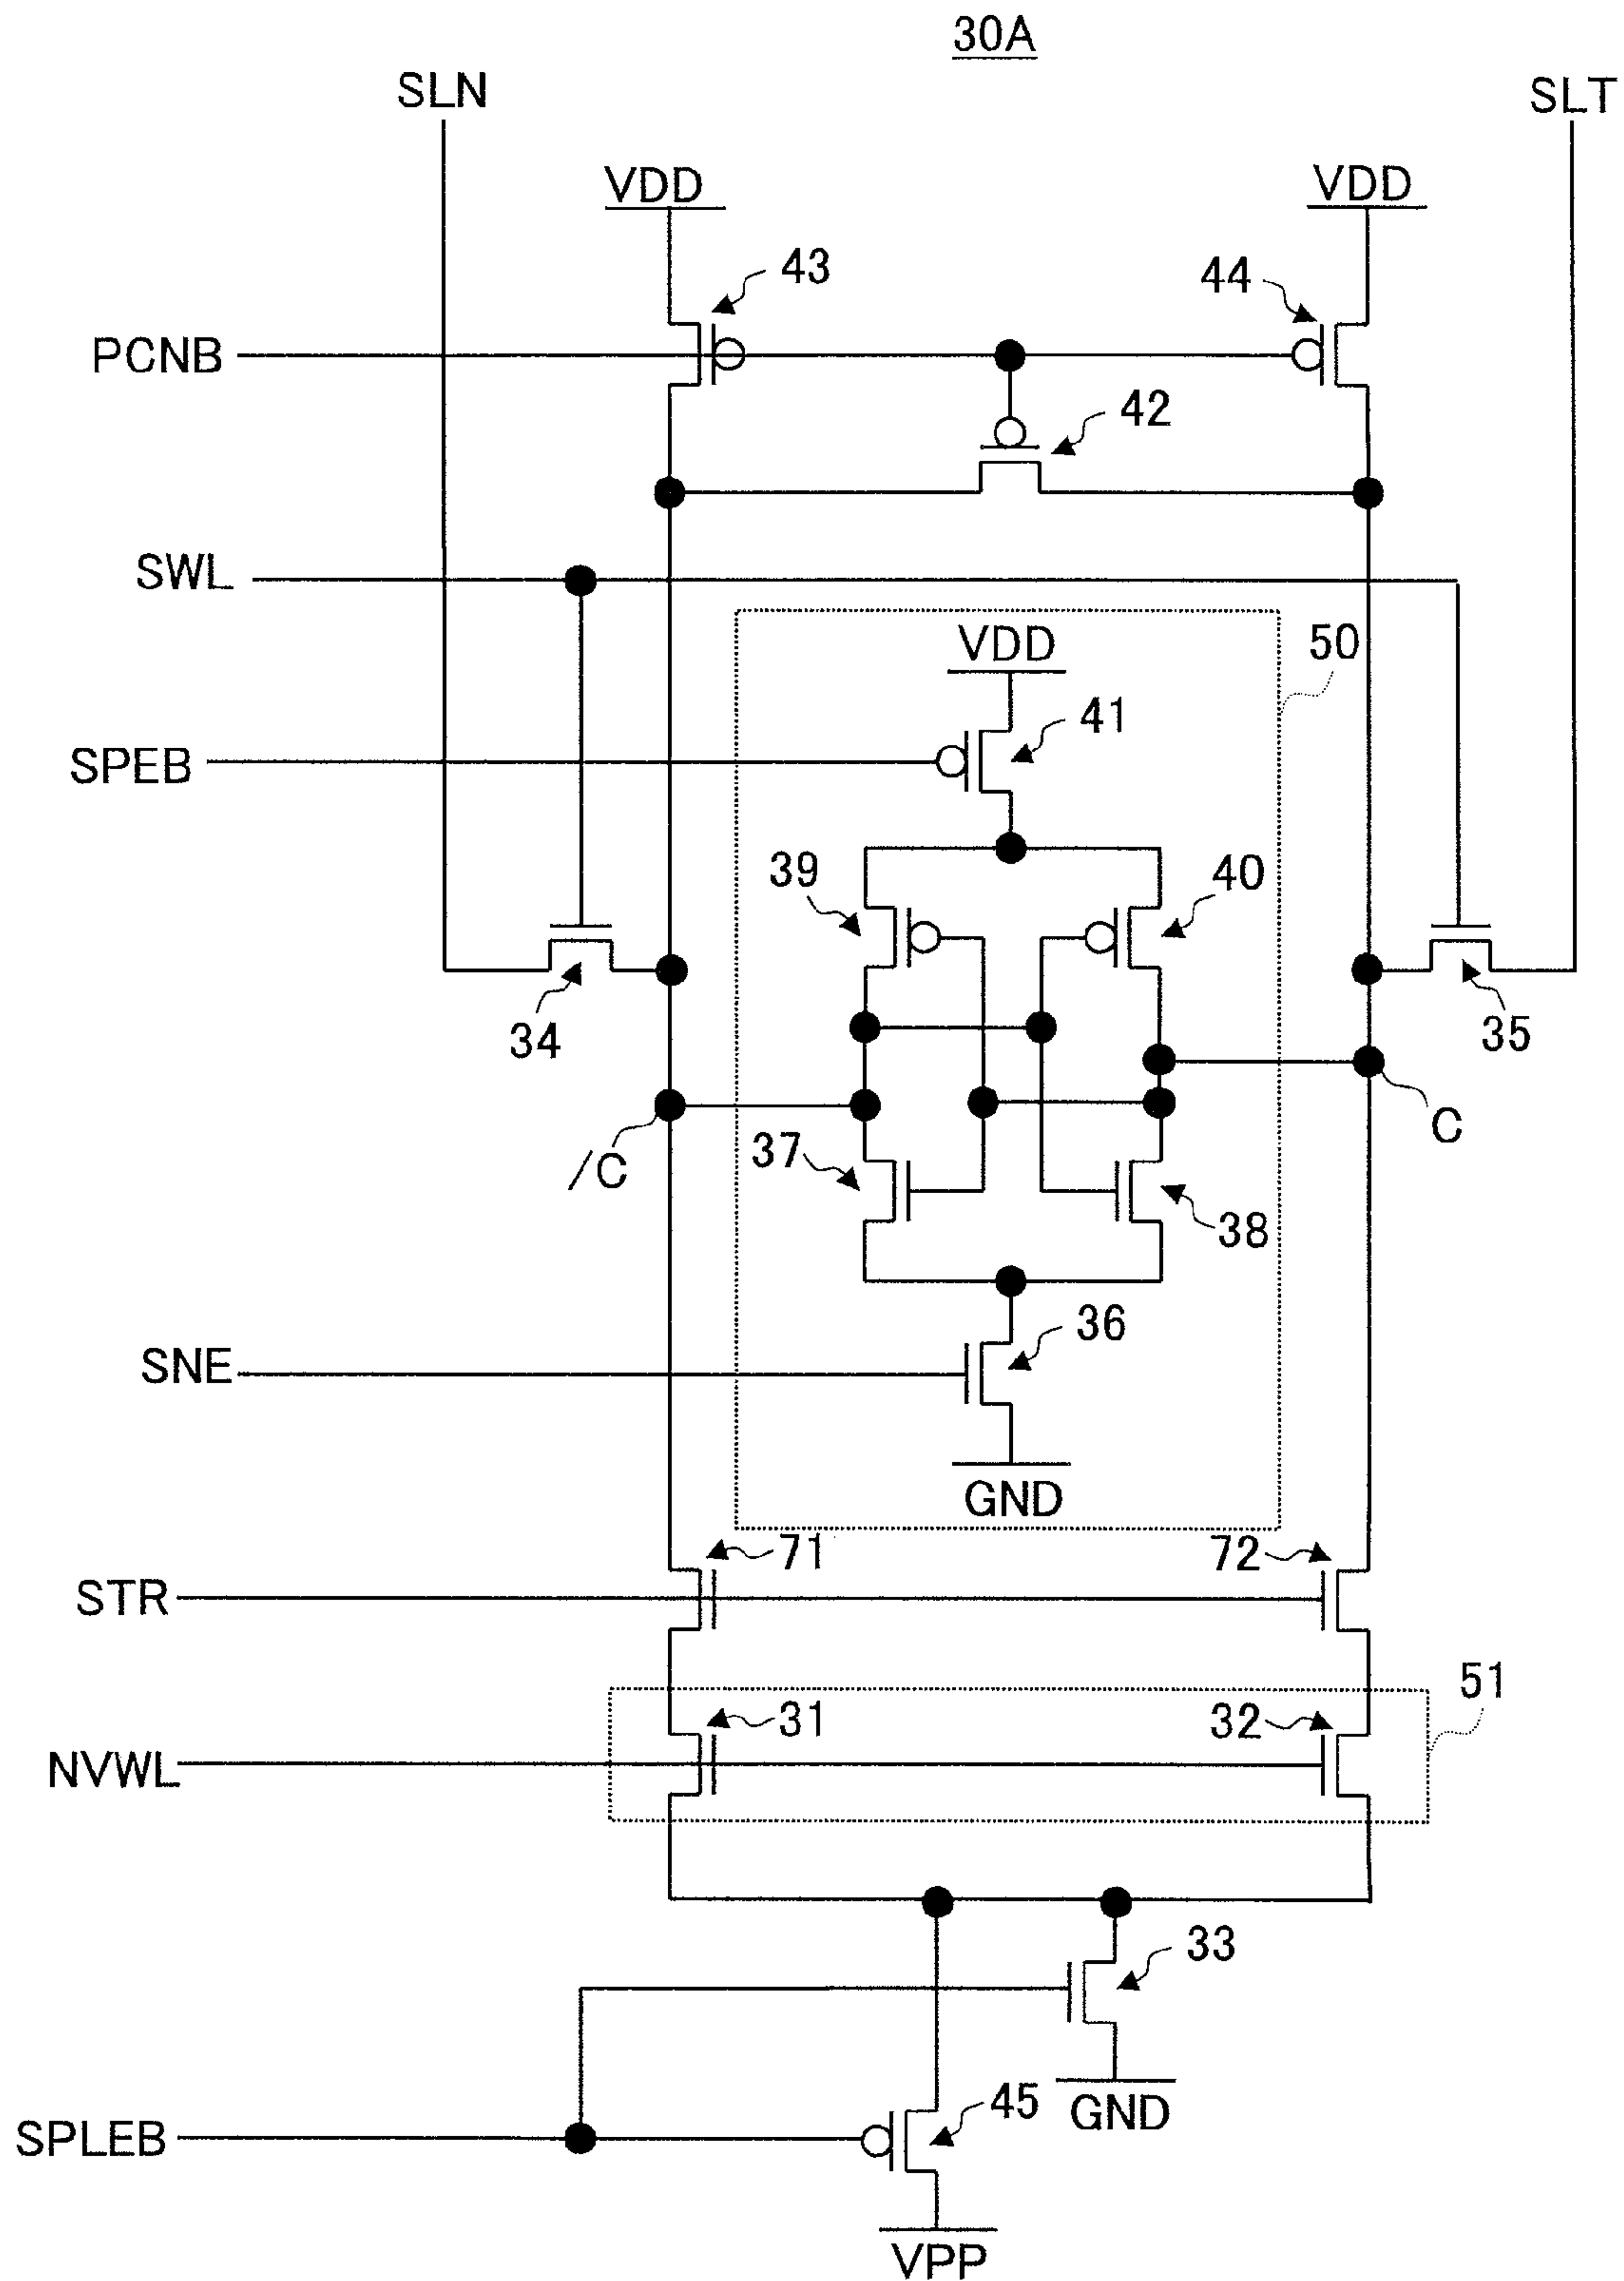 30A
SLN
SLT
VDD
VDD
43
44
PCNB
42
SWL
50
VDD
41
SPEB
39
40
34
35
/C
C
37
38
36
SNE
GND
71
72
STR
51
31
32
NVWL
33
45
GND
SPLEB
VPP